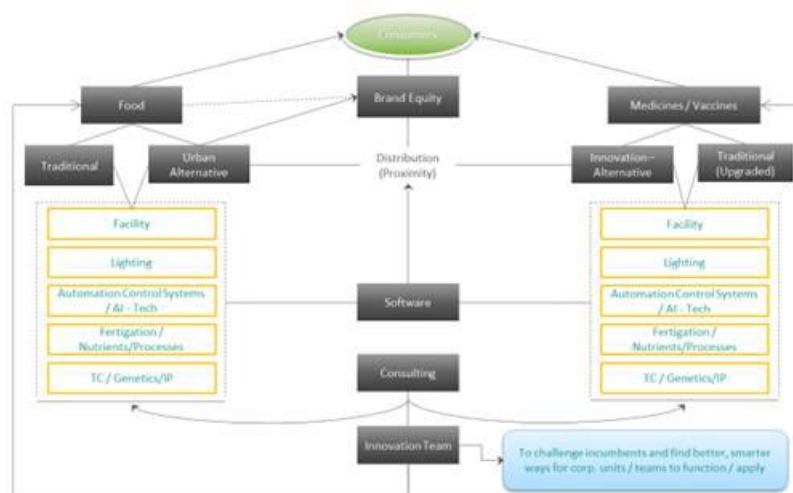 Consumers
Food
Brand Equity
Medicines / Vaccines
Traditional
Urban
Alternative
Distribution
(Proximity)
Innovation–
Alternative
Traditional
(Upgraded)
Facility
Lighting
Automation Control Systems
/ AI - Tech
Fertigation /
Nutrients/Processes
TC / Genetics/IP
Software
Facility
Lighting
Automation Control Systems
/ AI - Tech
Fertigation /
Nutrients/Processes
TC / Genetics/IP
Consulting
Innovation Team
To challenge incumbents and find better, smarter
ways for corp. units / teams to function / apply